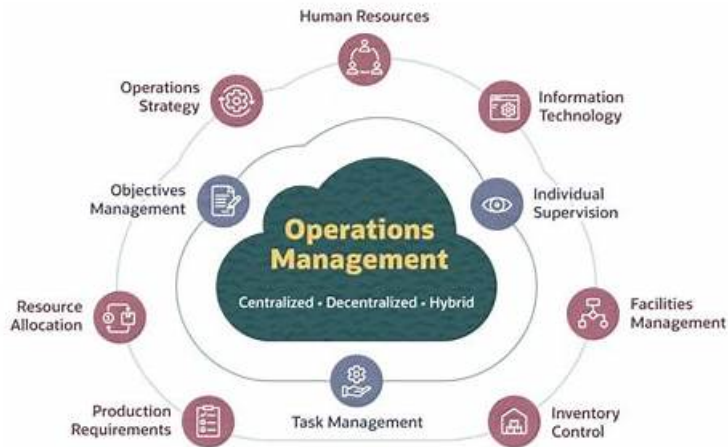 Human Resources
Operations
Strategy
Information
Technology
Objectives
Management
Individual
Supervision
Operations
Management
Centralized • Decentralized • Hybrid
Resource
Allocation
Facilities
Management
Production
Requirements
Task Management
Inventory
Control